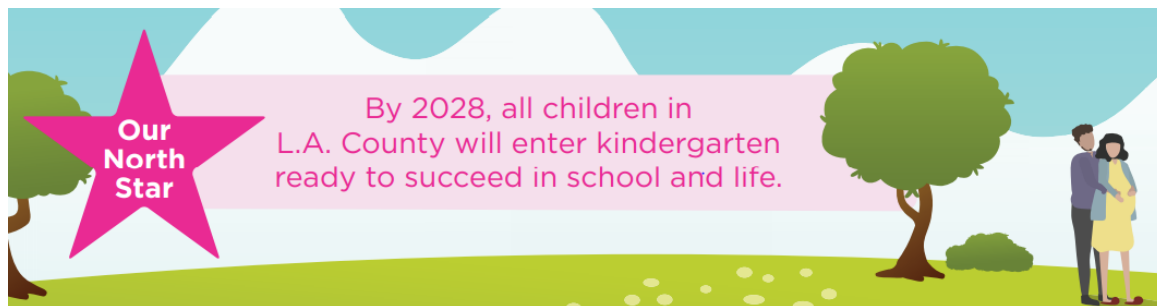 Our
North
Star
By 2028, all children in
L.A. County will enter kindergarten
ready to succeed in school and life.